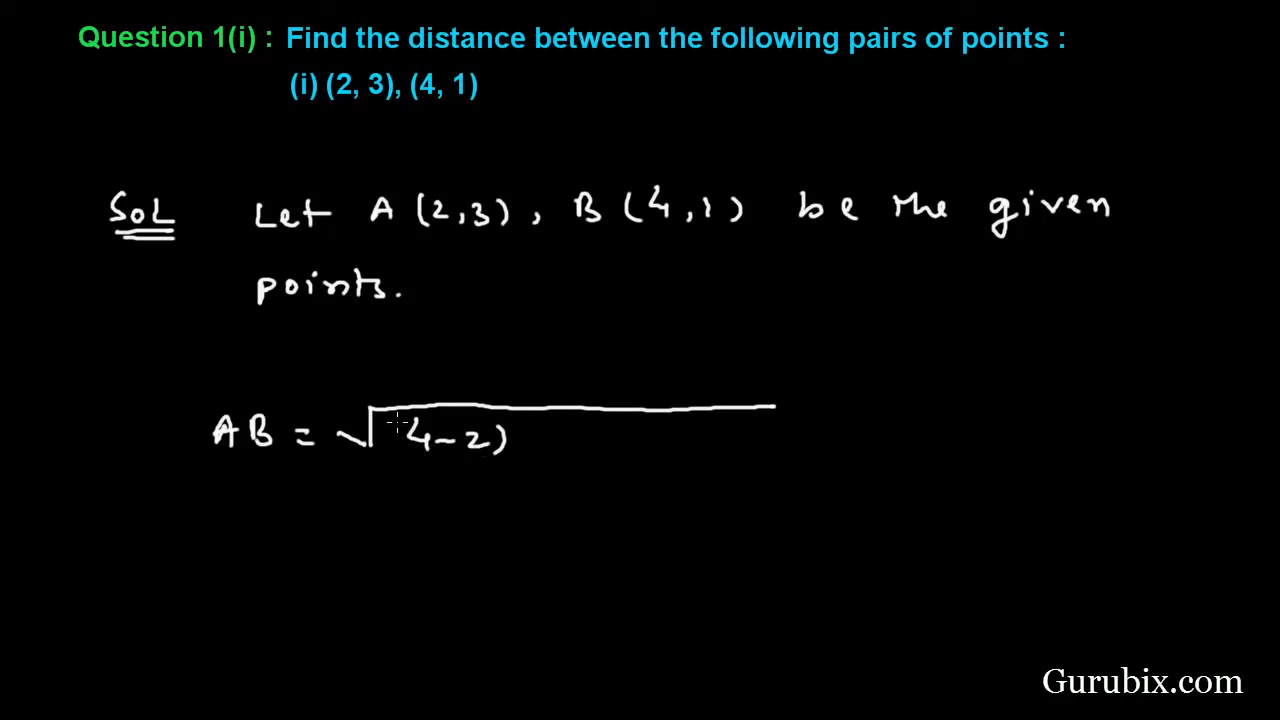 Question 1(i) : Find the distance between the following pairs of points :
(i) (2, 3), (4, 1)
SOL Let A (2,3), B (4,1) be the given
points.
AB = √ 4-2)
Gurubix.com